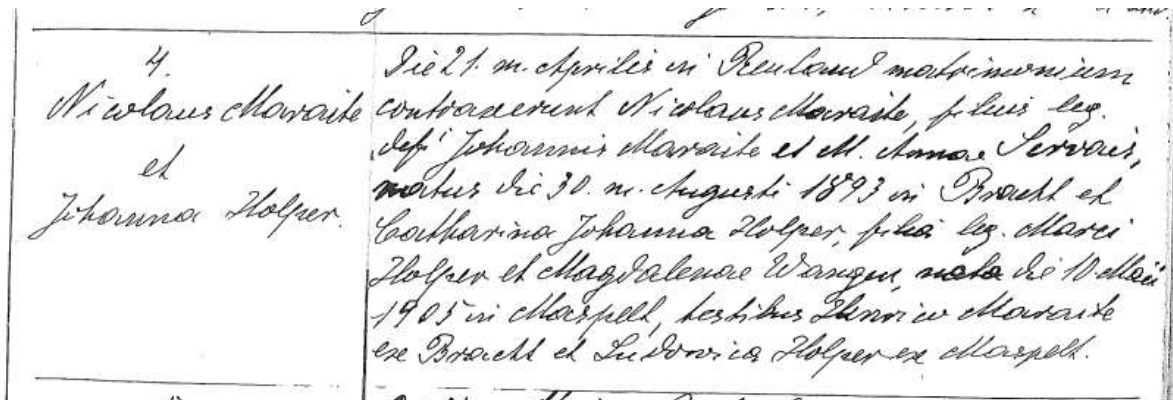 4.
Nicolaus Maraite
et
Johanna Holper.
Die 21. m. Aprilis in Reuland matrimonium
contraxerunt Nicolaus Maraite, filius leg.
def¹ Johannis Maraite et M. Annae Servais,
natus die 30. m. Augusti 1893 in Bracht et
Catharina Johanna Holper, filia leg. Marci
Holper et Magdalenae Wangen, nata die 10. Maii
1905 in Maspelt, testibus Henrico Maraite
ex Bracht et Ludovica Holper ex Maspelt.